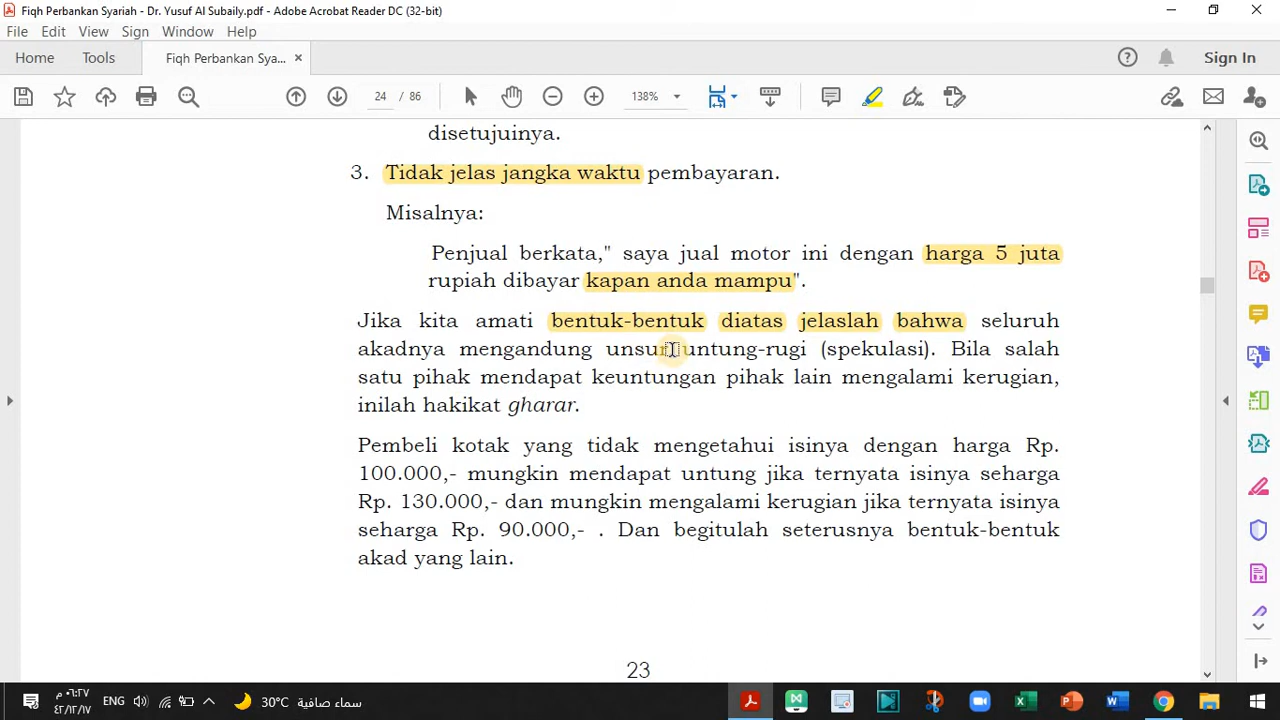 Fiqh Perbankan Syariah - Dr. Yusuf Al Subaily.pdf - Adobe Acrobat Reader DC (32-bit)
File Edit View Sign Window Help
Home Tools Fiqh Perbankan Sya... Sign In
24 / 86 138%
disetujuinya.
3. Tidak jelas jangka waktu pembayaran.
Misalnya:
Penjual berkata," saya jual motor ini dengan harga 5 juta
rupiah dibayar kapan anda mampu".
Jika kita amati bentuk-bentuk diatas jelaslah bahwa seluruh
akadnya mengandung unsur untung-rugi (spekulasi). Bila salah
satu pihak mendapat keuntungan pihak lain mengalami kerugian,
inilah hakikat gharar.
Pembeli kotak yang tidak mengetahui isinya dengan harga Rp.
100.000,- mungkin mendapat untung jika ternyata isinya seharga
Rp. 130.000,- dan mungkin mengalami kerugian jika ternyata isinya
seharga Rp. 90.000,- . Dan begitulah seterusnya bentuk-bentuk
akad yang lain.
23
٠٦:٢٧ م
٤٢/١٢/١٧
ENG
30°C سماء صافية